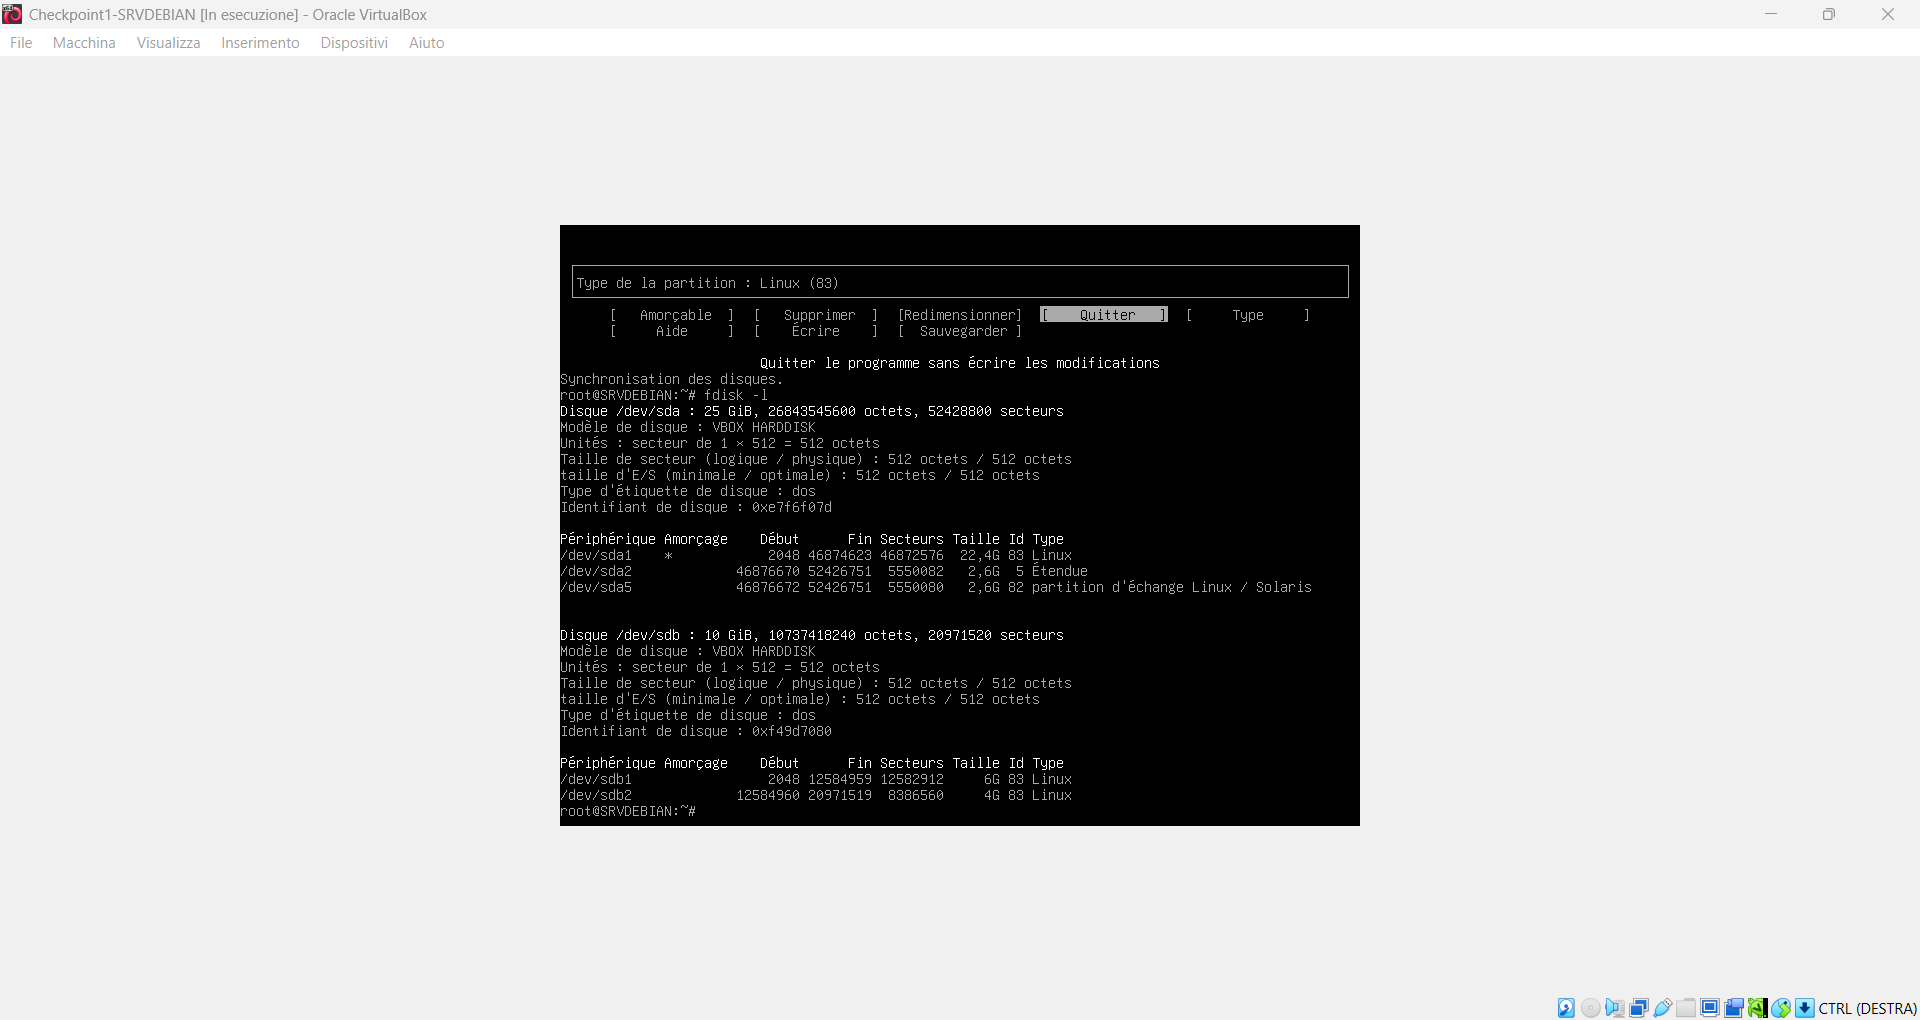 Checkpoint1-SRVDEBIAN [In esecuzione] - Oracle VirtualBox
File Macchina Visualizza Inserimento Dispositivi Aiuto
Type de la partition : Linux (83)
[ Amorçable ] [ Supprimer ] [Redimensionner] [ Quitter ] [ Type ]
[ Aide ] [ Écrire ] [ Sauvegarder ]
Quitter le programme sans écrire les modifications
Synchronisation des disques.
root@SRVDEBIAN:~# fdisk -l
Disque /dev/sda : 25 GiB, 26843545600 octets, 52428800 secteurs
Modèle de disque : VBOX HARDDISK
Unités : secteur de 1 × 512 = 512 octets
Taille de secteur (logique / physique) : 512 octets / 512 octets
taille d'E/S (minimale / optimale) : 512 octets / 512 octets
Type d'étiquette de disque : dos
Identifiant de disque : 0xe7f6f07d
Périphérique Amorçage Début Fin Secteurs Taille Id Type
/dev/sda1 * 2048 46874623 46872576 22,4G 83 Linux
/dev/sda2 46876670 52426751 5550082 2,6G 5 Étendue
/dev/sda5 46876672 52426751 5550080 2,6G 82 partition d'échange Linux / Solaris
Disque /dev/sdb : 10 GiB, 10737418240 octets, 20971520 secteurs
Modèle de disque : VBOX HARDDISK
Unités : secteur de 1 × 512 = 512 octets
Taille de secteur (logique / physique) : 512 octets / 512 octets
taille d'E/S (minimale / optimale) : 512 octets / 512 octets
Type d'étiquette de disque : dos
Identifiant de disque : 0xf49d7080
Périphérique Amorçage Début Fin Secteurs Taille Id Type
/dev/sdb1 2048 12584959 12582912 6G 83 Linux
/dev/sdb2 12584960 20971519 8386560 4G 83 Linux
root@SRVDEBIAN:~#
CTRL (DESTRA)